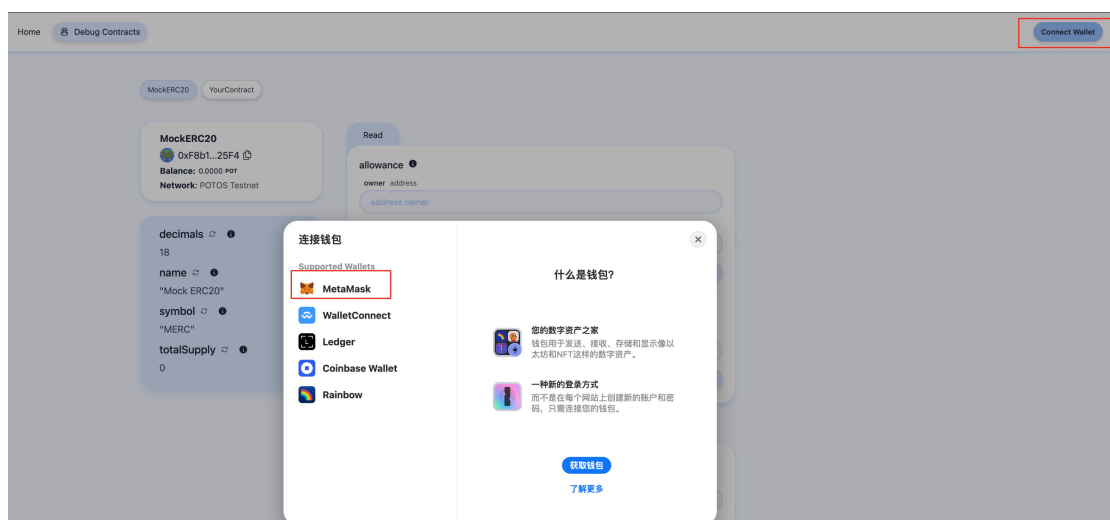 Home
Debug Contracts
Connect Wallet
MockERC20
YourContract
MockERC20
0xF8b1...25F4
Balance: 0.0000 POT
Network: POTOS Testnet
decimals
18
name
"Mock ERC20"
symbol
"MERC"
totalSupply
0
Read
allowance
owner address
address owner
连接钱包
Supported Wallets
MetaMask
WalletConnect
Ledger
Coinbase Wallet
Rainbow
什么是钱包?
您的数字资产之家
钱包用于发送、接收、存储和显示像以
太坊和NFT这样的数字资产。
一种新的登录方式
而不是在每个网站上创建新的账户和密
码，只需连接您的钱包。
获取钱包
了解更多